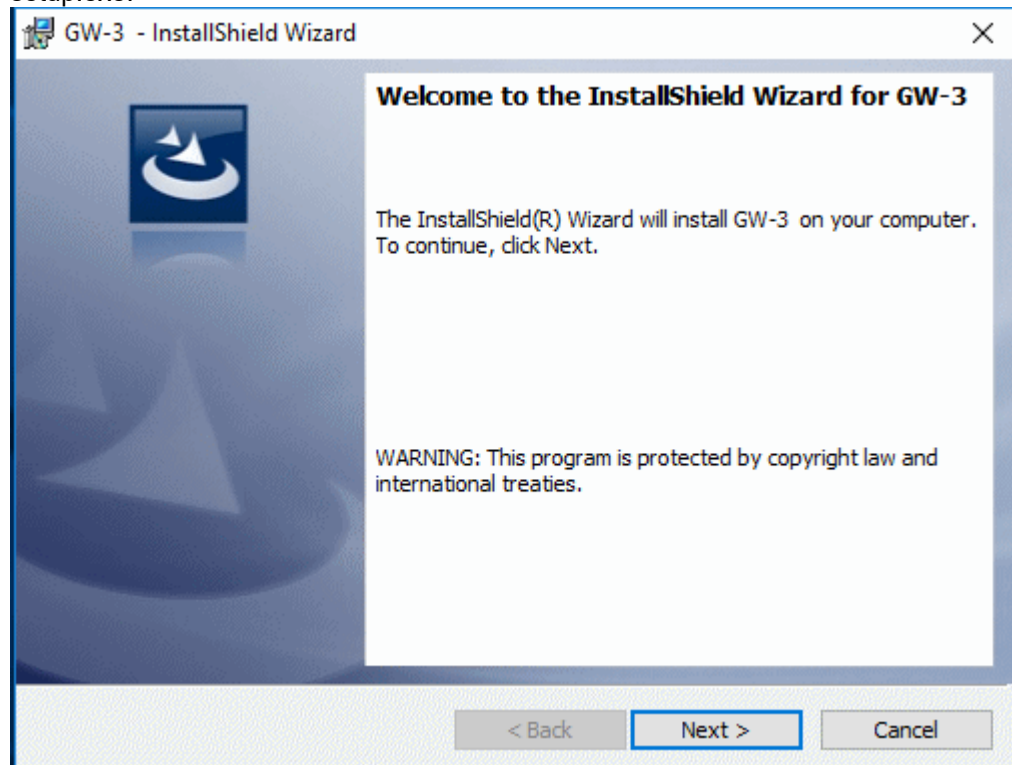 setup.exe.
GW-3 - InstallShield Wizard
Welcome to the InstallShield Wizard for GW-3
The InstallShield(R) Wizard will install GW-3 on your computer.
To continue, click Next.
WARNING: This program is protected by copyright law and
international treaties.
< Back
Next >
Cancel